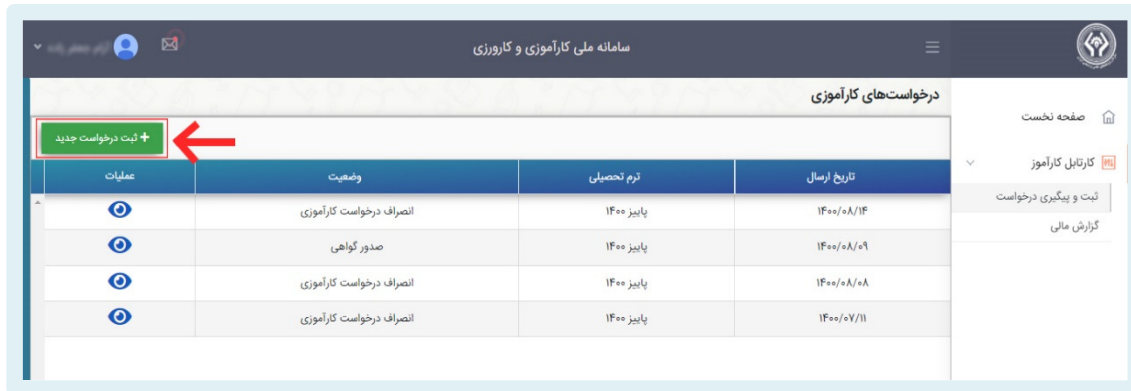 سامانه ملی کارآموزی و کارورزی
صفحه نخست
کارتابل کارآموز
ثبت و پیگیری درخواست
گزارش مالی
درخواست‌های کارآموزی
+ ثبت درخواست جدید
تاریخ ارسال ترم تحصیلی وضعیت عملیات
۱۴۰۰/۰۸/۱۴ پاییز ۱۴۰۰ انصراف درخواست کارآموزی
۱۴۰۰/۰۸/۰۹ پاییز ۱۴۰۰ صدور گواهی
۱۴۰۰/۰۸/۰۸ پاییز ۱۴۰۰ انصراف درخواست کارآموزی
۱۴۰۰/۰۷/۱۱ پاییز ۱۴۰۰ انصراف درخواست کارآموزی